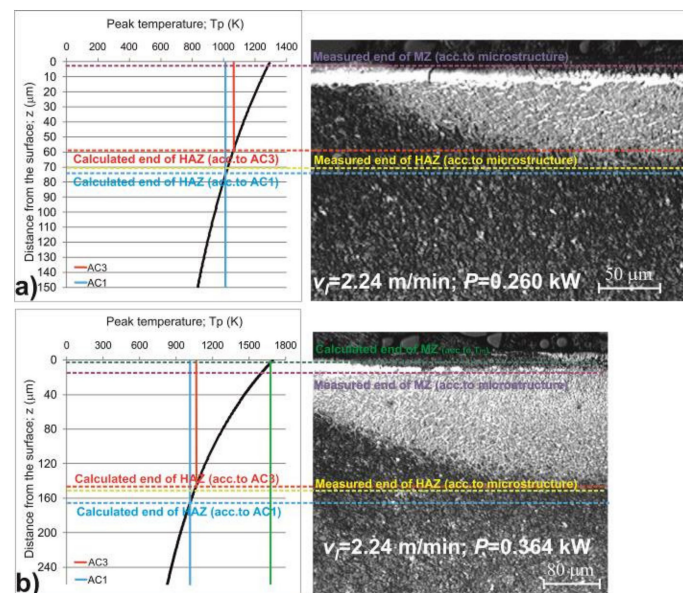 Peak temperature; Tp (K)
0 200 400 600 800 1000 1200 1400
Distance from the surface; z (µm)
0
10
20
30
40
50
60
70
80
90
100
110
120
130
140
150
Calculated end of HAZ (acc.to AC3)
Calculated end of HAZ (acc.to AC1)
AC3
AC1
a)
Measured end of MZ (acc.to microstructure)
Measured end of HAZ (acc.to microstructure)
vl=2.24 m/min; P=0.260 kW
50 µm
Peak temperature; Tp (K)
0 300 600 900 1200 1500 1800
Distance from the surface; z (µm)
0
40
80
120
160
200
240
Calculated end of HAZ (acc.to AC3)
Calculated end of HAZ (acc.to AC1)
AC3
AC1
b)
Calculated end of MZ (acc.to
Measured end of MZ (acc.to microstructure)
Measured end of HAZ (acc.to microstructure)
vl=2.24 m/min; P=0.364 kW
80 µm